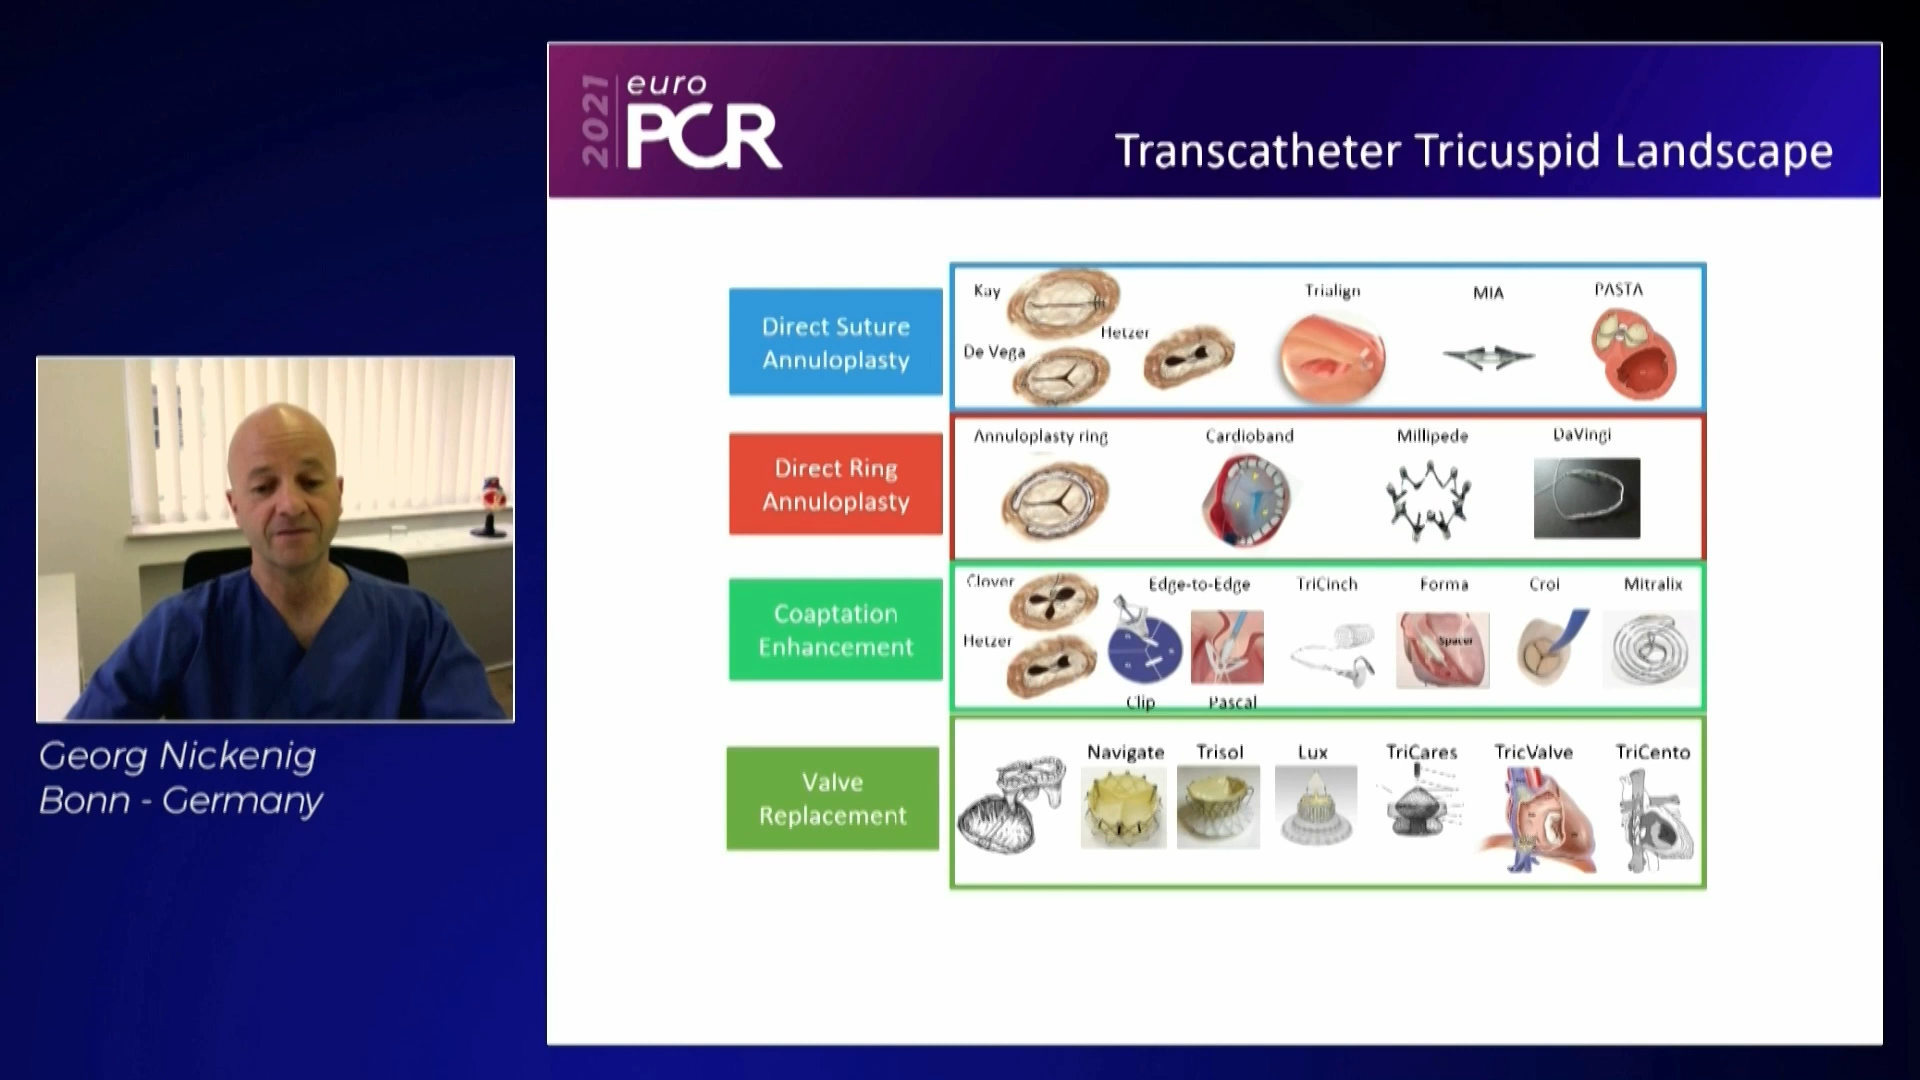 2021
euro
PCR
Transcatheter Tricuspid Landscape
Direct Suture
Annuloplasty
Kay
De Vega
Hetzer
Trialign
MIA
PASTA
Direct Ring
Annuloplasty
Annuloplasty ring
Cardioband
Millipede
DaVingi
Coaptation
Enhancement
Clover
Hetzer
Edge-to-Edge
Clip
Pascal
TriCinch
Forma
Spacer
Croi
Mitralix
Valve
Replacement
Navigate
Trisol
Lux
TriCares
TricValve
TriCento
Georg Nickenig
Bonn - Germany